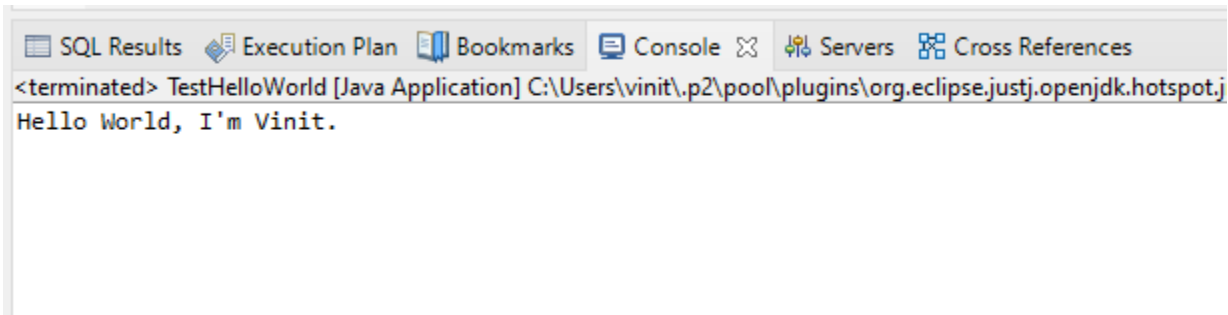 SQL Results Execution Plan Bookmarks Console Servers Cross References
<terminated> TestHelloWorld [Java Application] C:\Users\vinit\.p2\pool\plugins\org.eclipse.justj.openjdk.hotspot.j
Hello World, I'm Vinit.